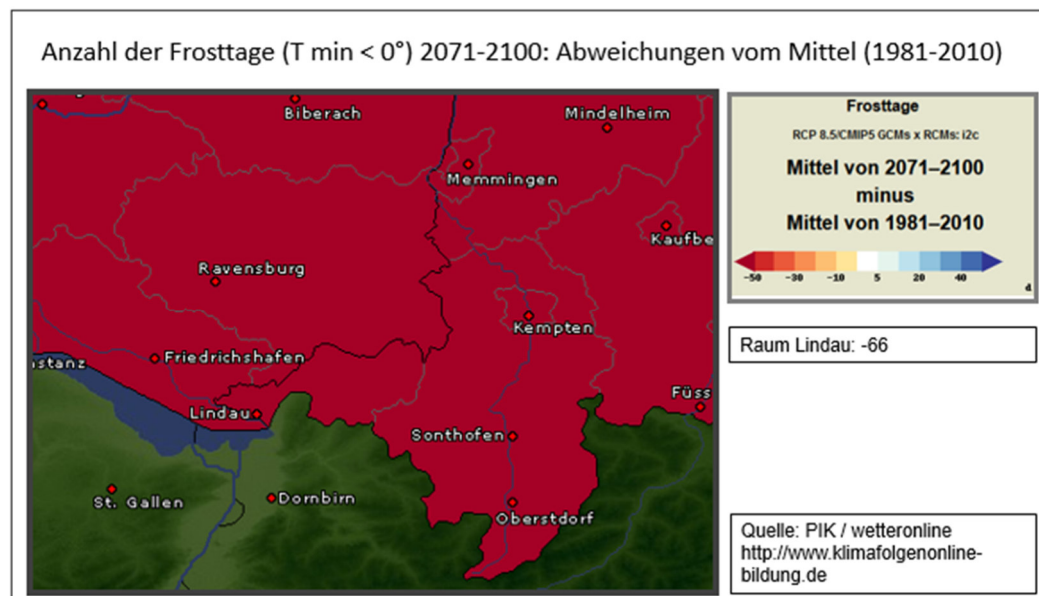 Anzahl der Frosttage (T min < 0°) 2071-2100: Abweichungen vom Mittel (1981-2010)
Biberach
Mindelheim
Memmingen
Kaufbe
Ravensburg
Kempten
Friedrichshafen
nstanz
Füss
Lindau
Sonthofen
St. Gallen
Dornbirn
Oberstdorf
Frosttage
RCP 8.5/CMIP5 GCMs x RCMs: i2c
Mittel von 2071–2100
minus
Mittel von 1981–2010
-50 -30 -10 5 20 40
d
Raum Lindau: -66
Quelle: PIK / wetteronline
http://www.klimafolgenonline-
bildung.de